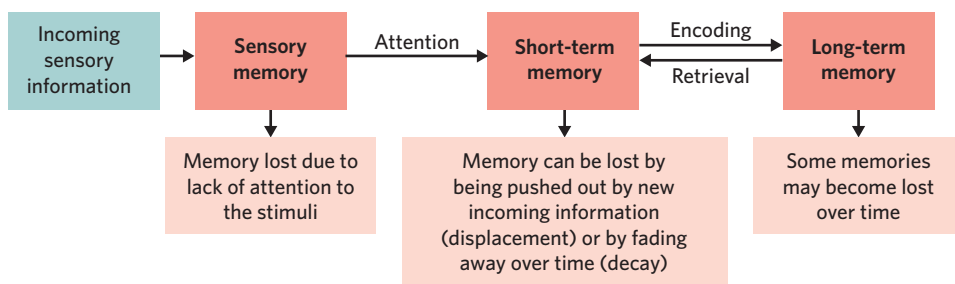 Incoming
sensory
information
Sensory
memory
Attention
Short-term
memory
Encoding
Retrieval
Long-term
memory
Memory lost due to
lack of attention to
the stimuli
Memory can be lost by
being pushed out by new
incoming information
(displacement) or by fading
away over time (decay)
Some memories
may become lost
over time